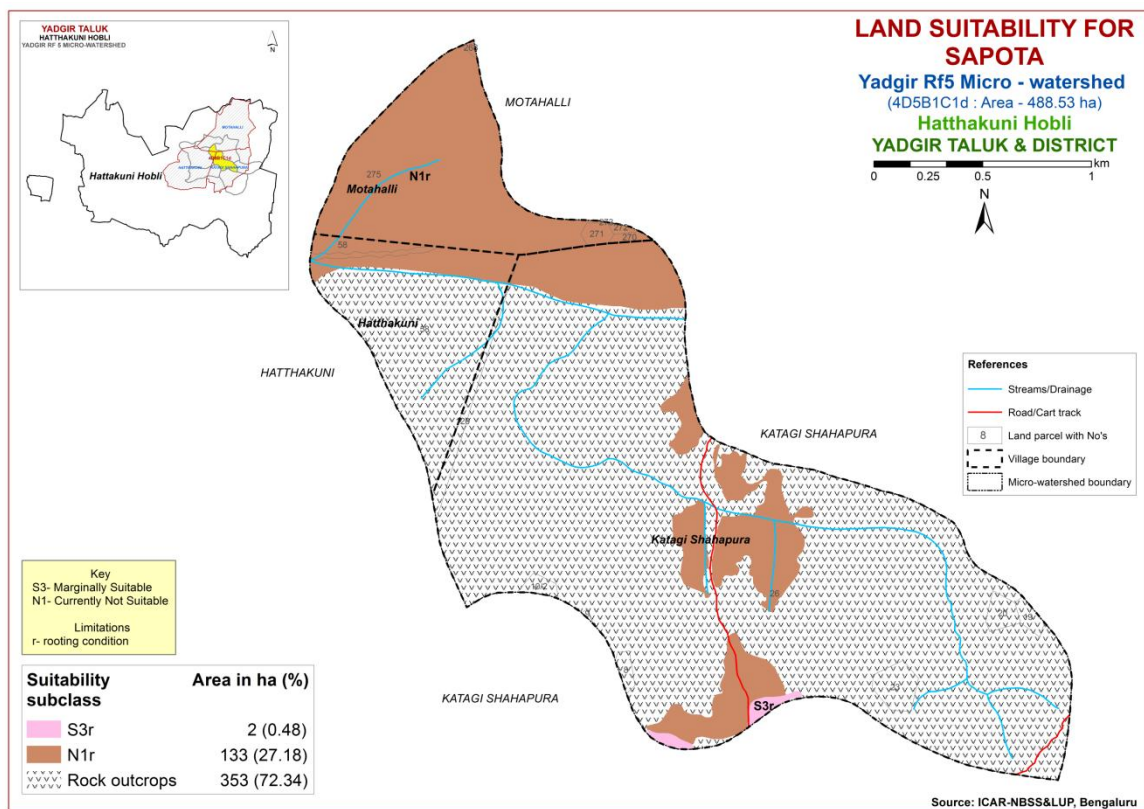 YADGIR TALUK
HATTHAKUNI HOBLI
YADGIR RF 5 MICRO-WATERSHED
N
MOTAHALLI
Hattakuni Hobli
LAND SUITABILITY FOR
SAPOTA
Yadgir Rf5 Micro - watershed
(4D5B1C1d : Area - 488.53 ha)
Hatthakuni Hobli
YADGIR TALUK & DISTRICT
km
0 0.25 0.5 1
N
MOTAHALLI
275
N1r
Motahalli
58
271
272
270
Hatthakuni
HATTHAKUNI
KATAGI SHAHAPURA
Katagi Shahapura
26
KATAGI SHAHAPURA
S3r
References
Streams/Drainage
Road/Cart track
8 Land parcel with No's
Village boundary
Micro-watershed boundary
Key
S3- Marginally Suitable
N1- Currently Not Suitable
Limitations
r- rooting condition
Suitability subclass Area in ha (%)
S3r 2 (0.48)
N1r 133 (27.18)
Rock outcrops 353 (72.34)
Source: ICAR-NBSS&LUP, Bengaluru